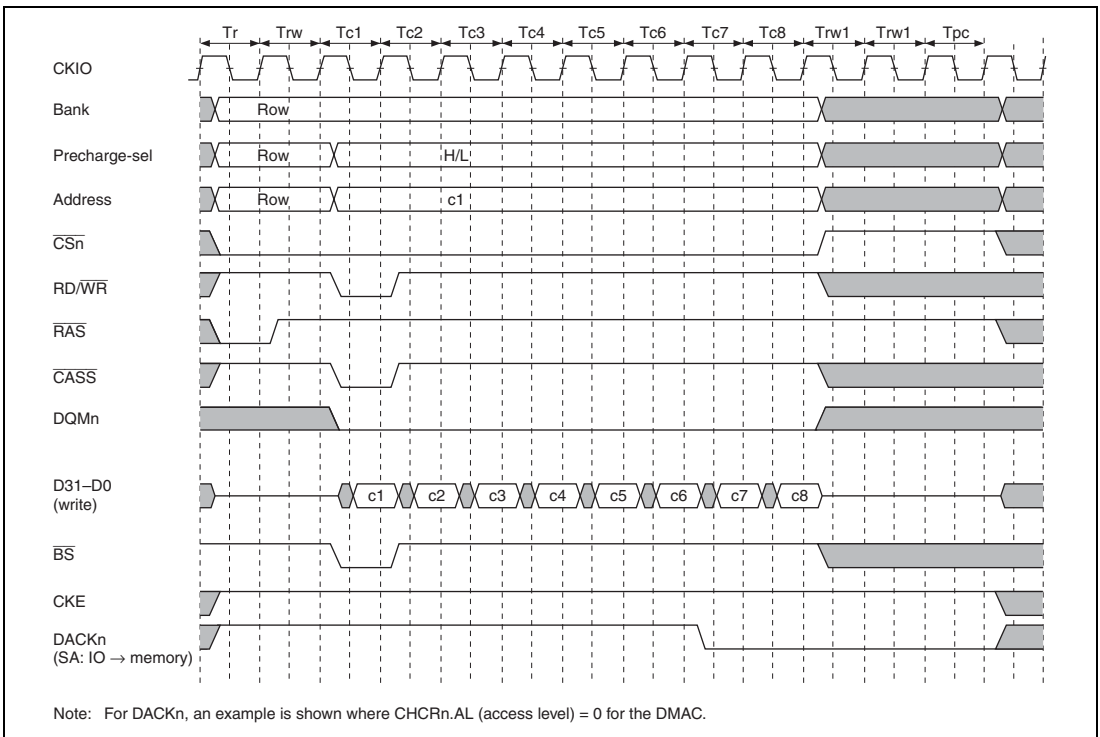 Tr Trw Tc1 Tc2 Tc3 Tc4 Tc5 Tc6 Tc7 Tc8 Trw1 Trw1 Tpc
CKIO
Bank Row
Precharge-sel Row H/L
Address Row c1
CSn
RD/WR
RAS
CASS
DQMn
D31–D0
(write)
c1 c2 c3 c4 c5 c6 c7 c8
BS
CKE
DACKn
(SA: IO → memory)
Note: For DACKn, an example is shown where CHCRn.AL (access level) = 0 for the DMAC.